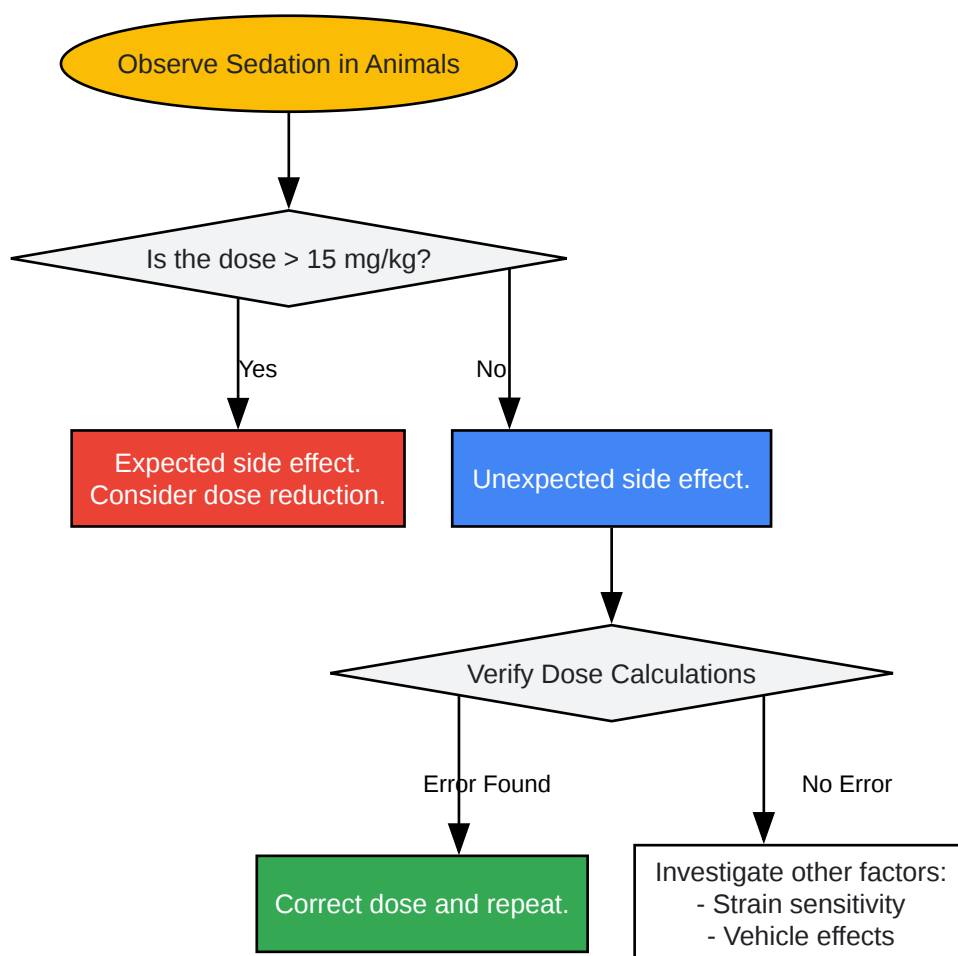 Observe Sedation in Animals
Is the dose > 15 mg/kg?
Yes
No
Expected side effect.
Consider dose reduction.
Unexpected side effect.
Verify Dose Calculations
Error Found
No Error
Correct dose and repeat.
Investigate other factors:
- Strain sensitivity
- Vehicle effects